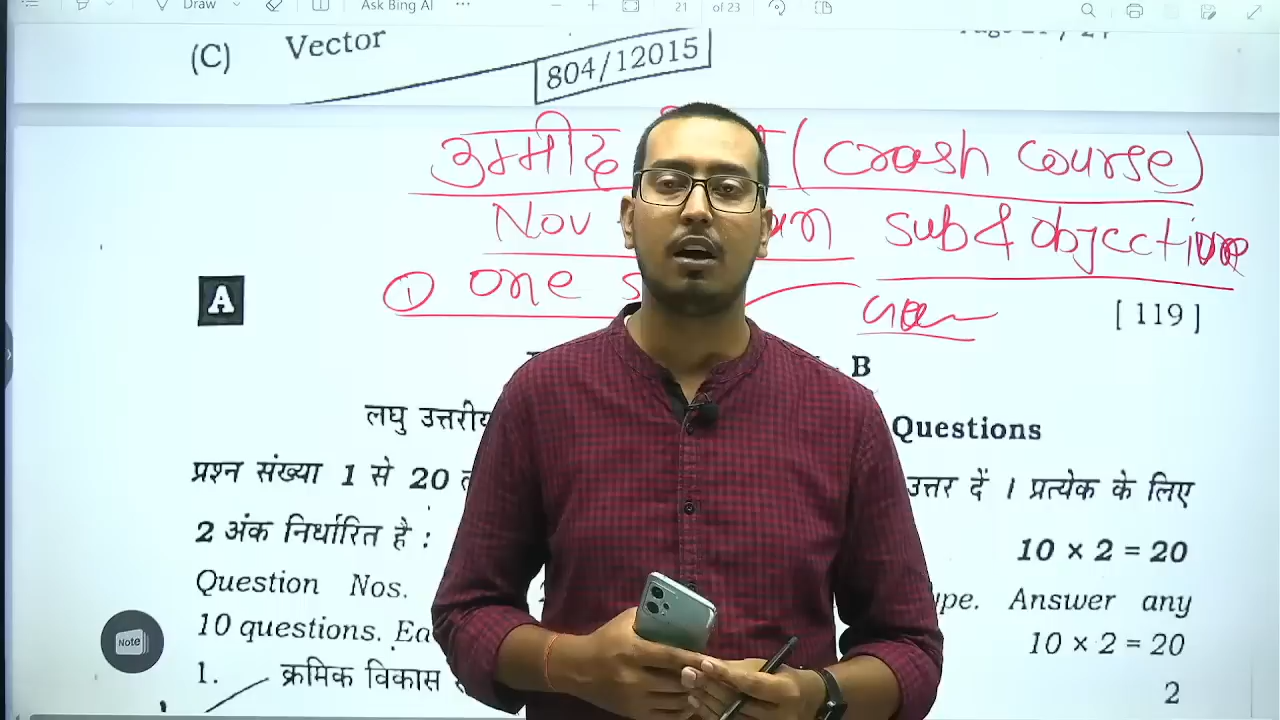 Draw Ask Bing AI 21 of 23
(C) Vector
804/12015
उम्मीद (crash course)
Nov sub & objective
① one
A [ 119 ]
B
लघु उत्तरीय Questions
प्रश्न संख्या 1 से 20 उत्तर दें । प्रत्येक के लिए
2 अंक निर्धारित है : 10 × 2 = 20
Question Nos. Answer any
10 questions. 10 × 2 = 20
Note
1. क्रमिक विकास 2